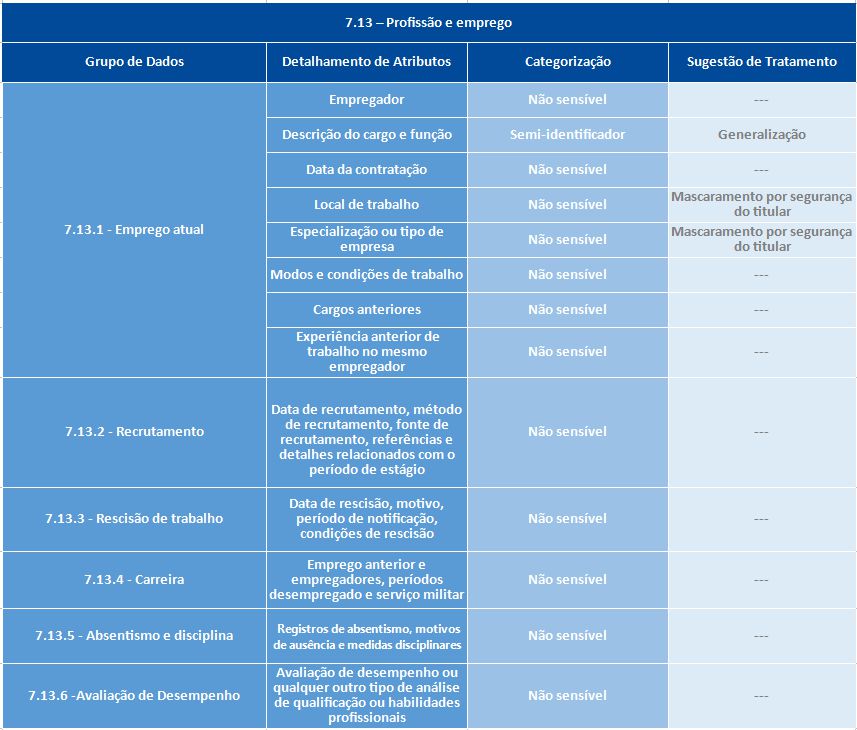 7.13 – Profissão e emprego
Grupo de Dados
Detalhamento de Atributos
Categorização
Sugestão de Tratamento
7.13.1 - Emprego atual
Empregador
Não sensível
---
Descrição do cargo e função
Semi-identificador
Generalização
Data da contratação
Não sensível
---
Local de trabalho
Não sensível
Mascaramento por segurança
do titular
Especialização ou tipo de
empresa
Não sensível
Mascaramento por segurança
do titular
Modos e condições de trabalho
Não sensível
---
Cargos anteriores
Não sensível
---
Experiência anterior de
trabalho no mesmo
empregador
Não sensível
---
7.13.2 - Recrutamento
Data de recrutamento, método
de recrutamento, fonte de
recrutamento, referências e
detalhes relacionados com o
período de estágio
Não sensível
---
7.13.3 - Rescisão de trabalho
Data de rescisão, motivo,
período de notificação,
condições de rescisão
Não sensível
---
7.13.4 - Carreira
Emprego anterior e
empregadores, períodos
desempregado e serviço militar
Não sensível
---
7.13.5 - Absentismo e disciplina
Registros de absentismo, motivos
de ausência e medidas disciplinares
Não sensível
---
7.13.6 -Avaliação de Desempenho
Avaliação de desempenho ou
qualquer outro tipo de análise
de qualificação ou habilidades
profissionais
Não sensível
---